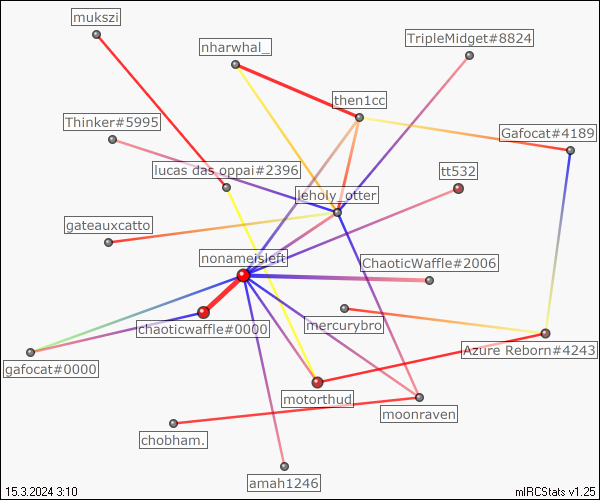 mukszi
nharwhal_
TripleMidget#8824
then1cc
Thinker#5995
Gafocat#4189
lucas das oppai#2396
tt532
leholy_otter
gateauxcatto
nonameisleft
ChaoticWaffle#2006
chaoticwaffle#0000
mercurybro
gafocat#0000
Azure Reborn#4243
motorthud
moonraven
chobham.
amah1246
15.3.2024 3:10
mIRCStats v1.25